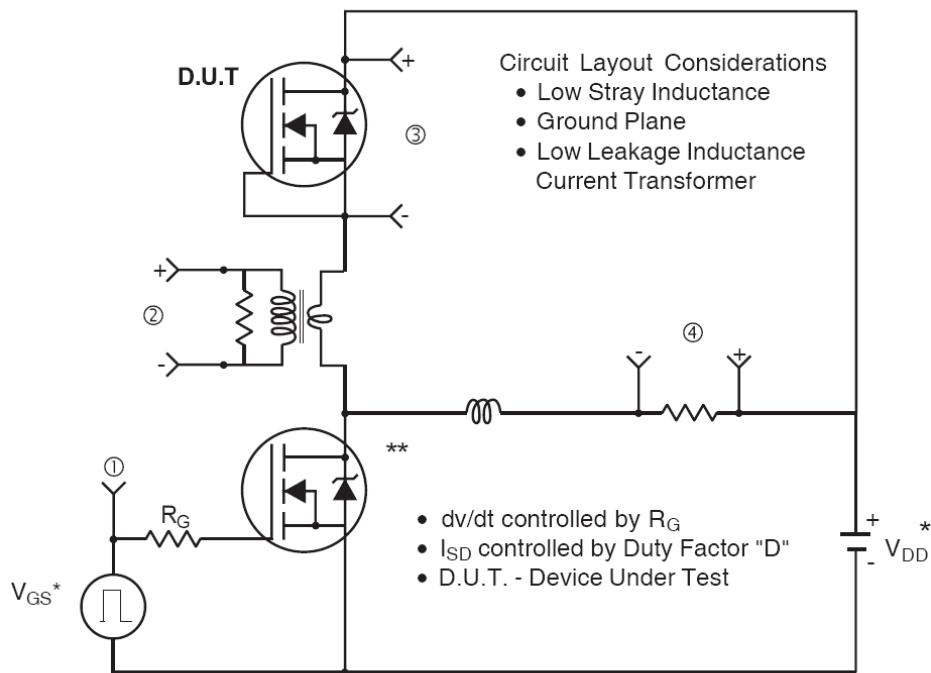 D.U.T
+
③
-
Circuit Layout Considerations
• Low Stray Inductance
• Ground Plane
• Low Leakage Inductance
Current Transformer
+
②
-
④
-
+
**
①
R_G
V_GS*
• dv/dt controlled by R_G
• I_SD controlled by Duty Factor "D"
• D.U.T. - Device Under Test
+
-
*
V_DD